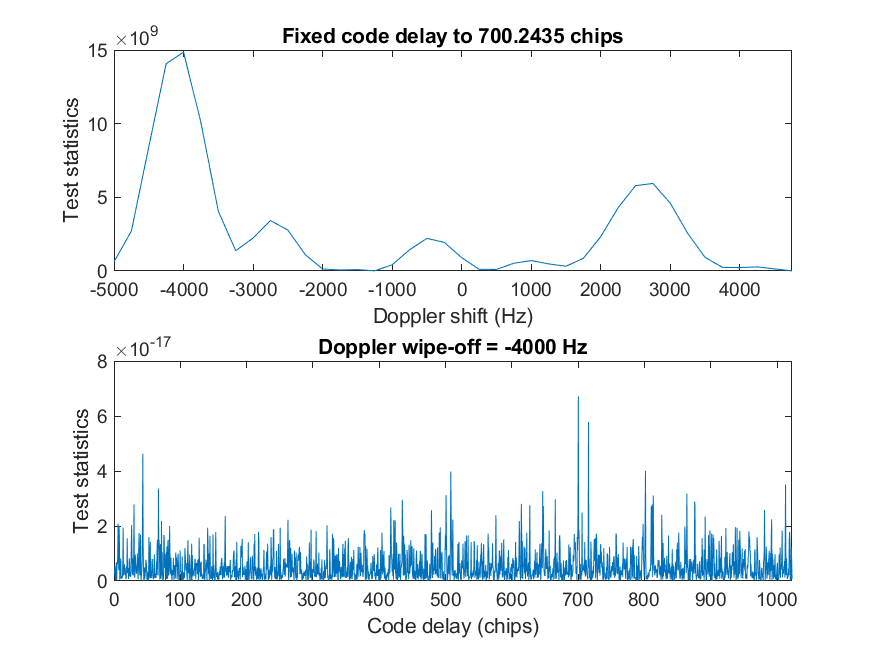 ×10⁹
Fixed code delay to 700.2435 chips
15
10
5
0
Test statistics
-5000 -4000 -3000 -2000 -1000 0 1000 2000 3000 4000
Doppler shift (Hz)
×10⁻¹⁷
Doppler wipe-off = -4000 Hz
8
6
4
2
0
Test statistics
0 100 200 300 400 500 600 700 800 900 1000
Code delay (chips)